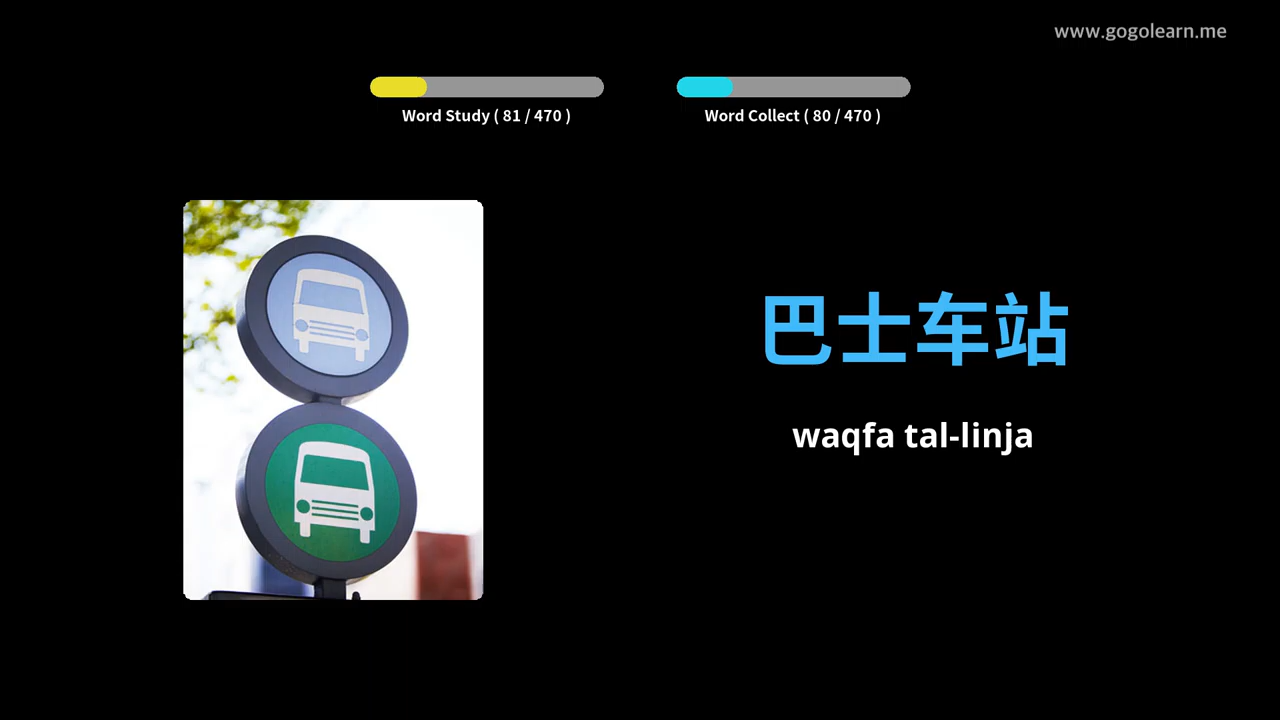 www.gogolearn.me
Word Study ( 81 / 470 )
Word Collect ( 80 / 470 )
巴士车站
waqfa tal-linja